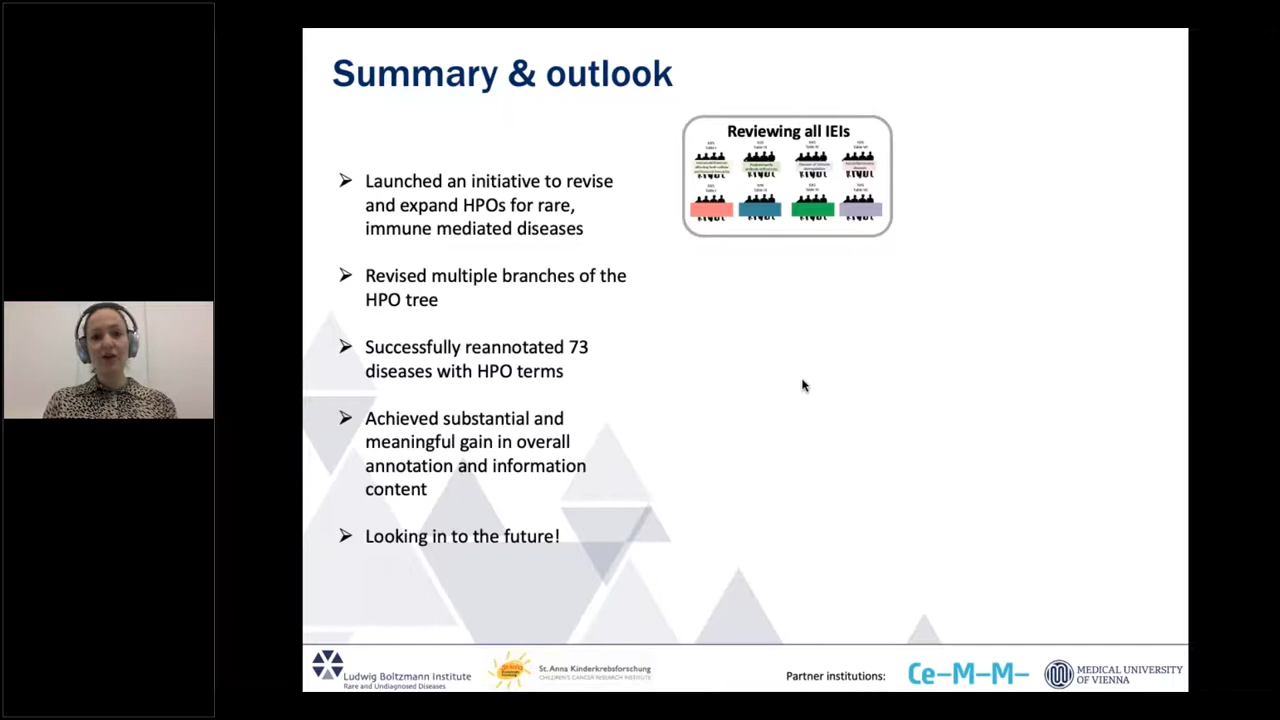 Summary & outlook
Reviewing all IEIs
Launched an initiative to revise
and expand HPOs for rare,
immune mediated diseases
Revised multiple branches of the
HPO tree
Successfully reannotated 73
diseases with HPO terms
Achieved substantial and
meaningful gain in overall
annotation and information
content
Looking in to the future!
Ludwig Boltzmann Institute
Rare and Undiagnosed Diseases
St. Anna Kinderkrebsforschung
CHILDREN'S CANCER RESEARCH INSTITUTE
Partner institutions:
Ce-M-M-
MEDICAL UNIVERSITY
OF VIENNA